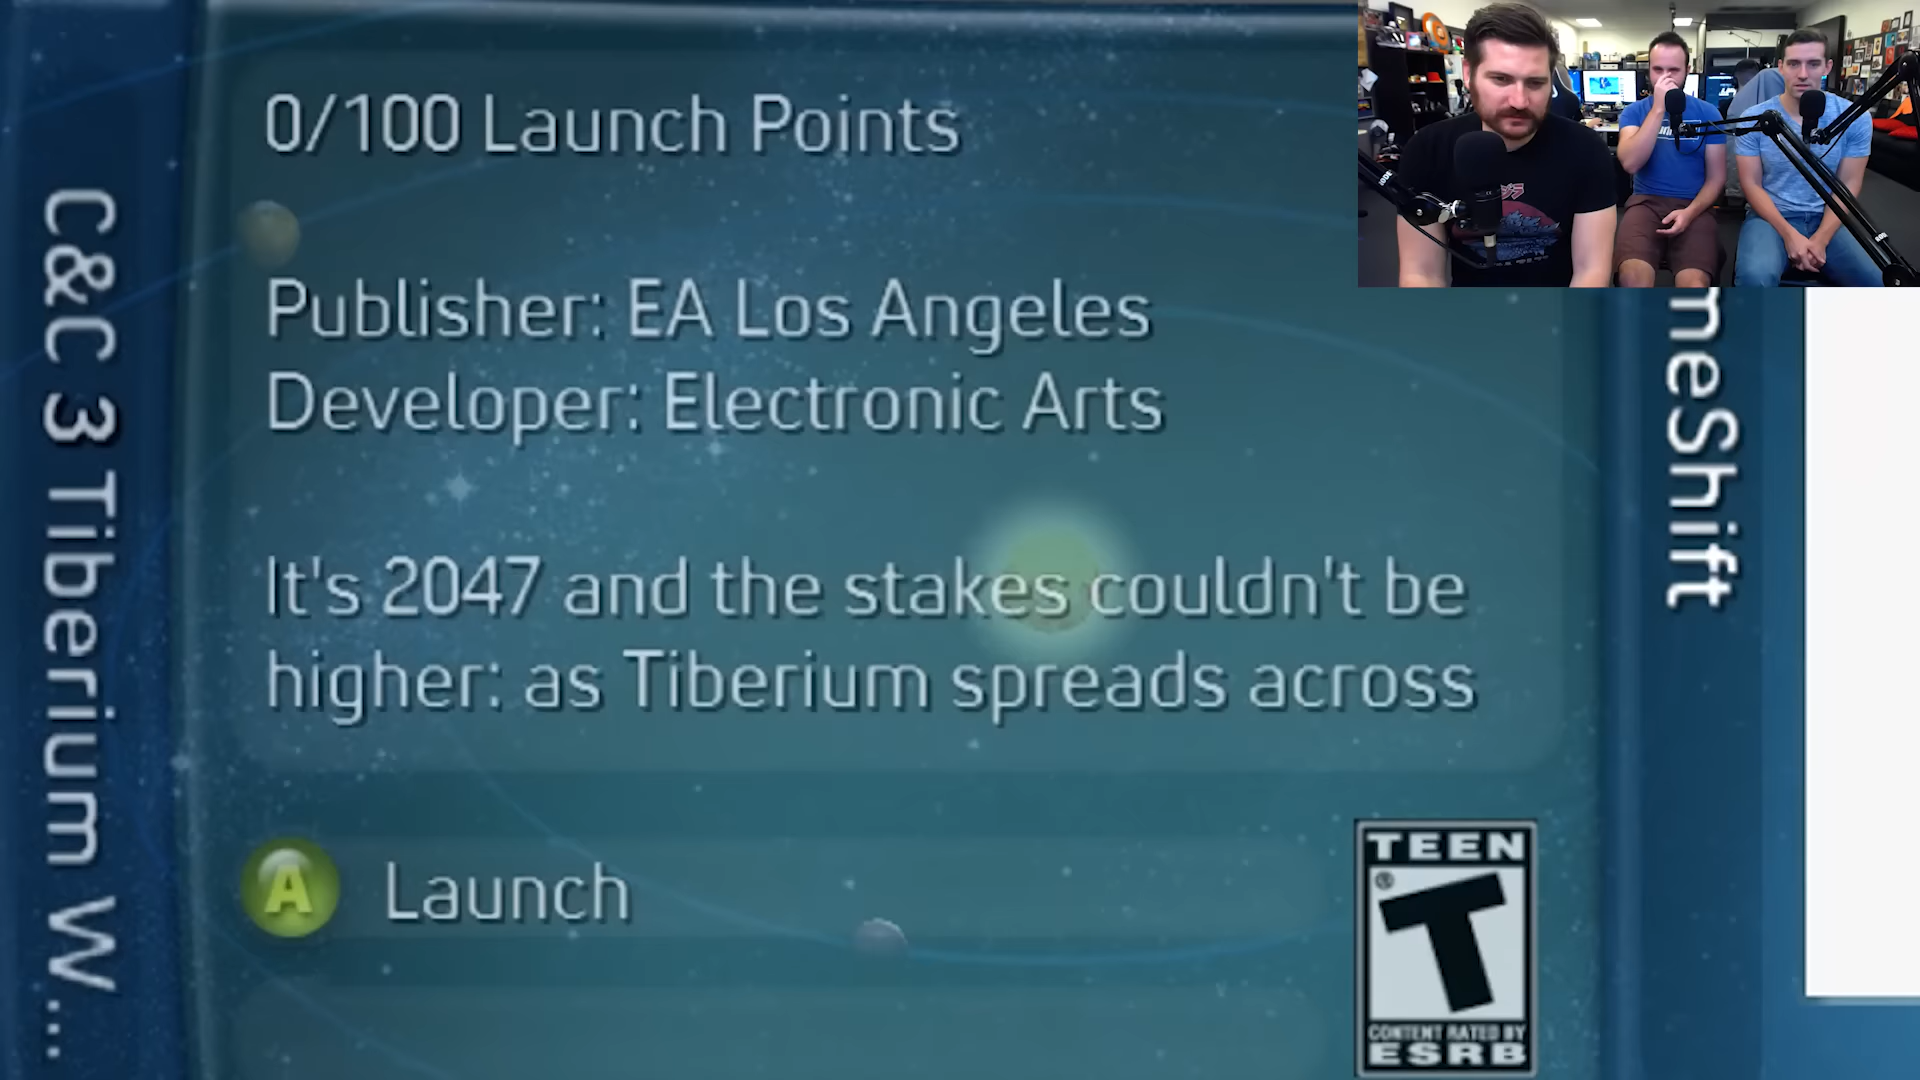 C&C 3 Tiberium W...
0/100 Launch Points
Publisher: EA Los Angeles
Developer: Electronic Arts
It's 2047 and the stakes couldn't be
higher: as Tiberium spreads across
A Launch
TEEN
T
®
CONTENT RATED BY
ESRB
meShift